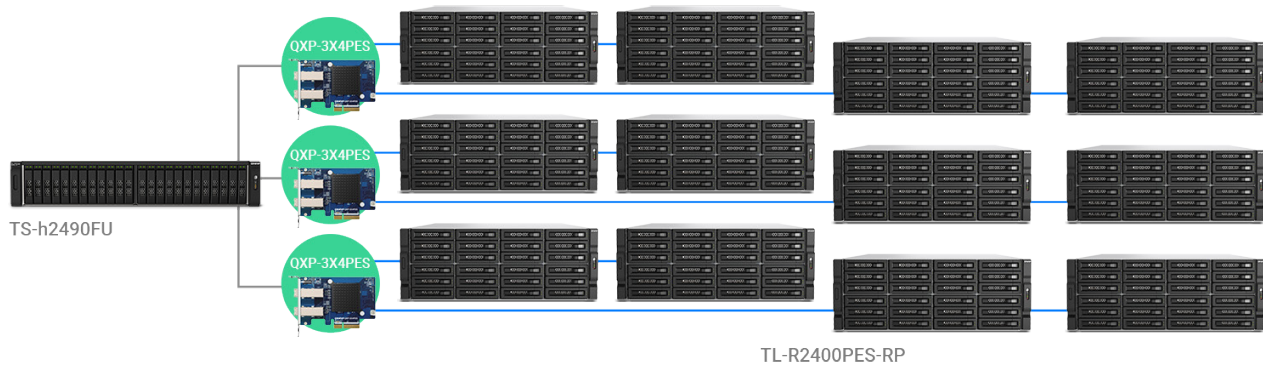 QXP-3X4PES
QXP-3X4PES
TS-h2490FU
QXP-3X4PES
TL-R2400PES-RP